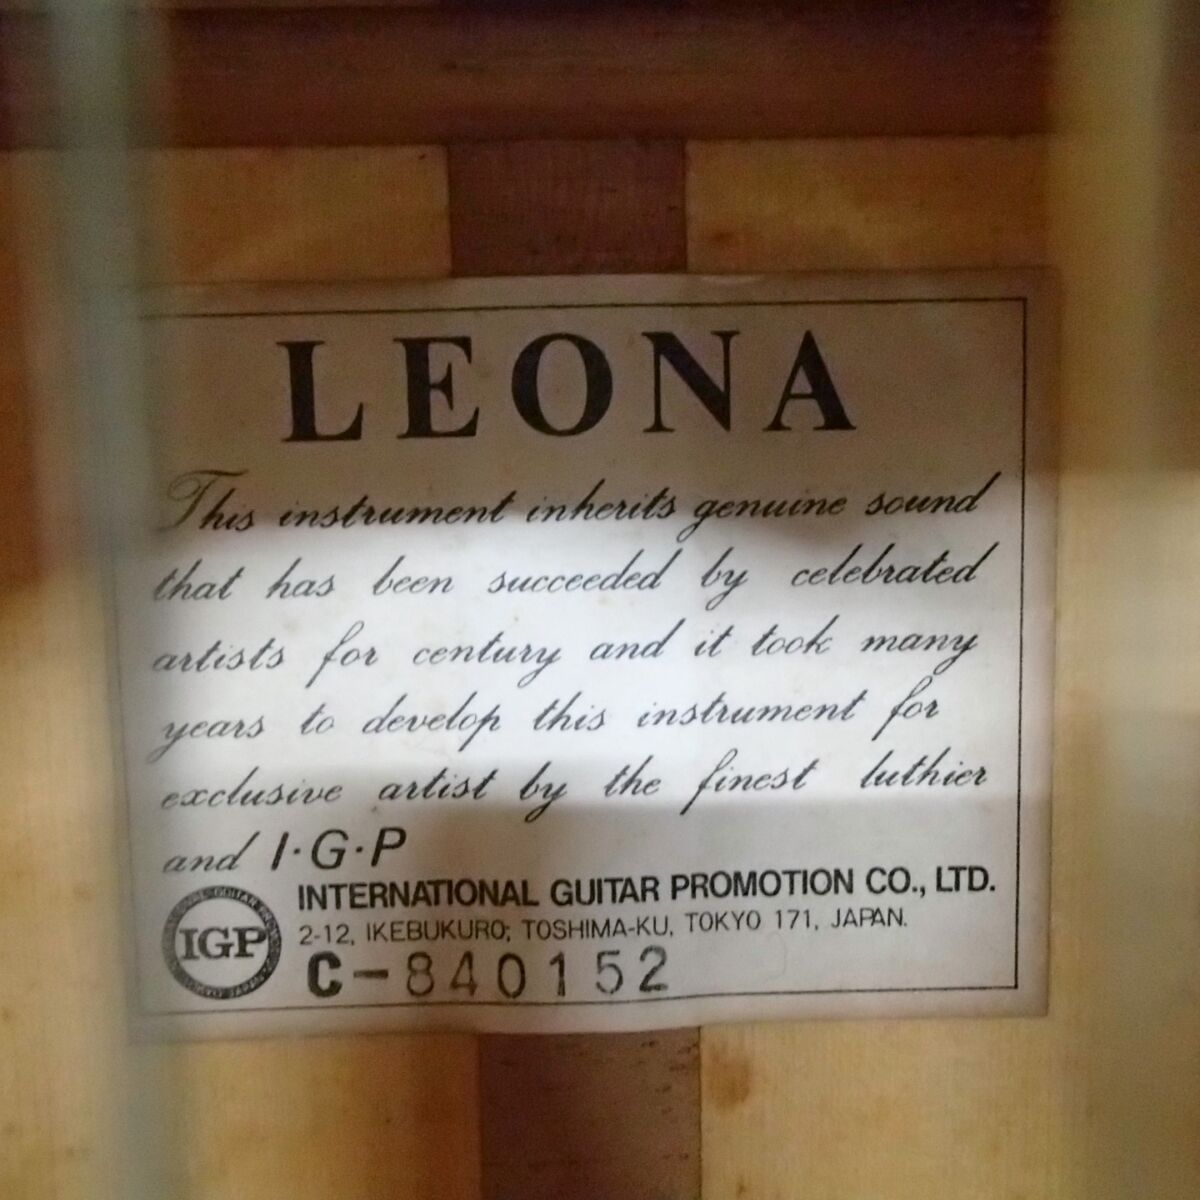 LEONA
This instrument inherits genuine sound
that has been succeeded by celebrated
artists for century and it took many
years to develop this instrument for
exclusive artist by the finest luthier
and I·G·P
INTERNATIONAL GUITAR PROMOTION CO., LTD.
2-12, IKEBUKURO, TOSHIMA-KU, TOKYO 171, JAPAN.
IGP
C-840152